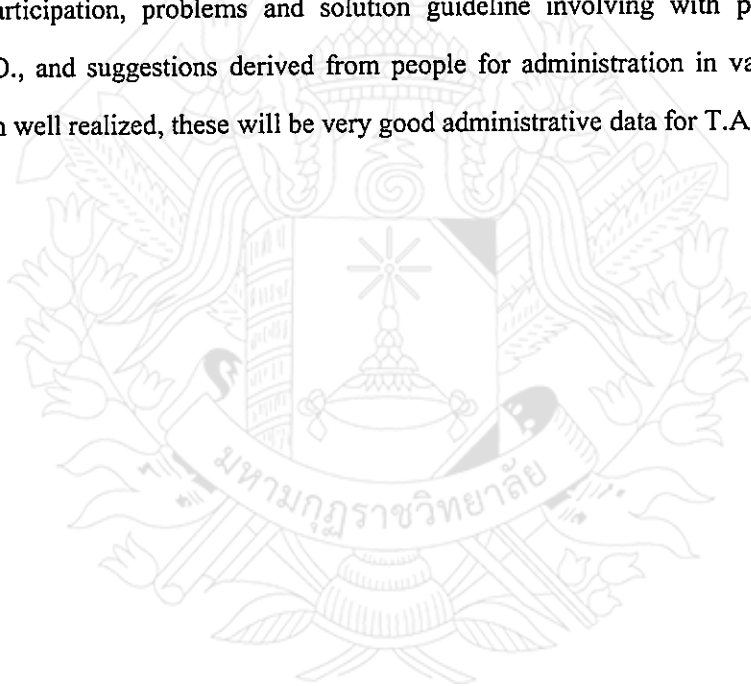 articipation, problems and solution guideline involving with p
O., and suggestions derived from people for administration in va
n well realized, these will be very good administrative data for T.A
มหามกุฏราชวิทยาลัย